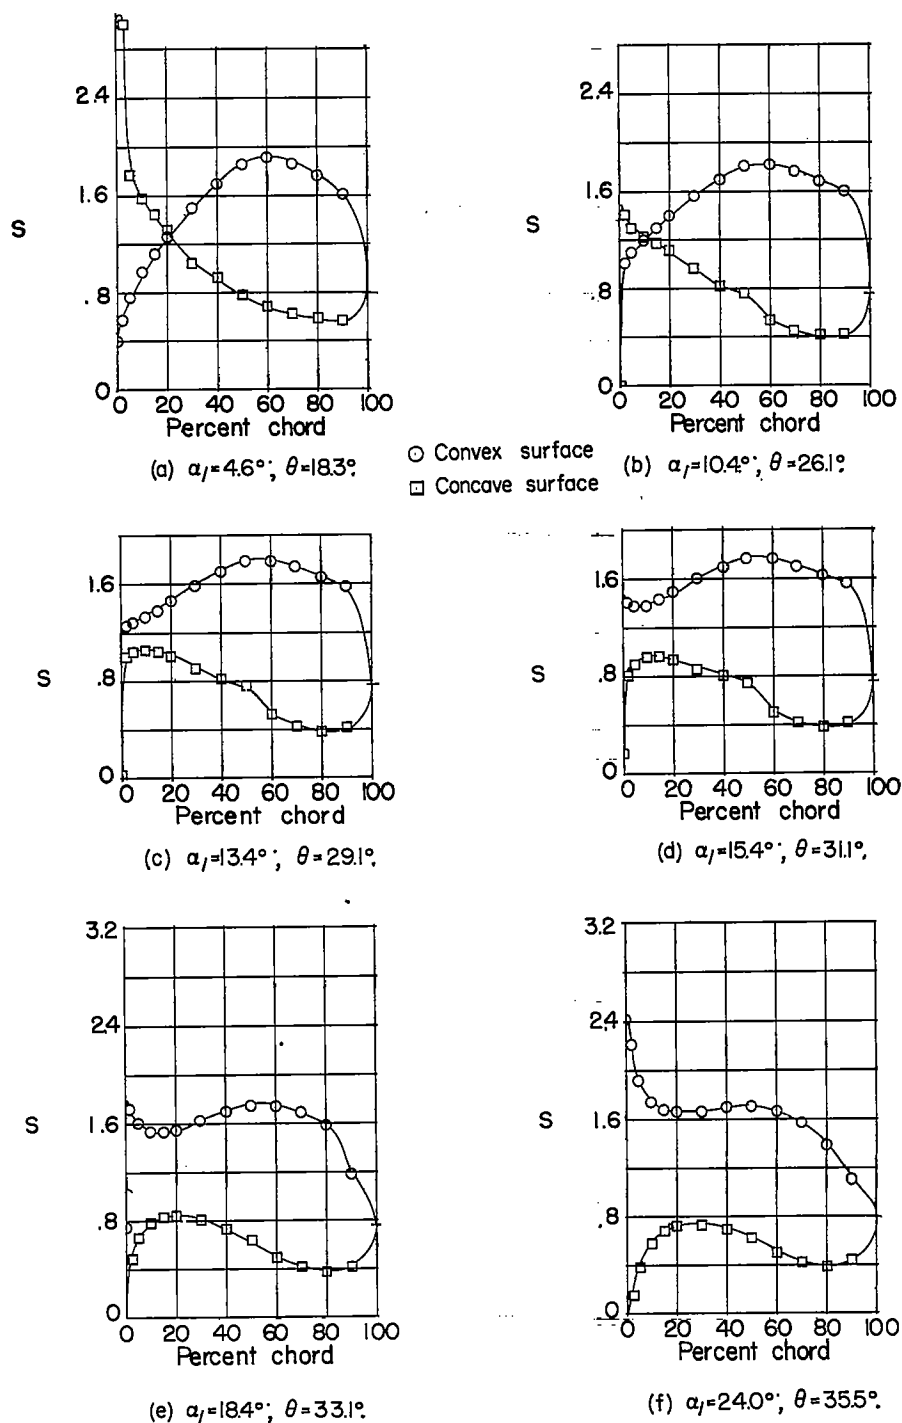 2.4
1.6
.8
0
S
0 20 40 60 80 100
Percent chord
(a) α₁=4.6°; θ=18.3°.
2.4
1.6
.8
0
S
0 20 40 60 80 100
Percent chord
(b) α₁=10.4°; θ=26.1°.
Convex surface
Concave surface
1.6
.8
0
S
0 20 40 60 80 100
Percent chord
(c) α₁=13.4°; θ=29.1°.
1.6
.8
0
S
0 20 40 60 80 100
Percent chord
(d) α₁=15.4°; θ=31.1°.
3.2
2.4
1.6
.8
0
S
0 20 40 60 80 100
Percent chord
(e) α₁=18.4°; θ=33.1°.
3.2
2.4
1.6
.8
0
S
0 20 40 60 80 100
Percent chord
(f) α₁=24.0°; θ=35.5°.